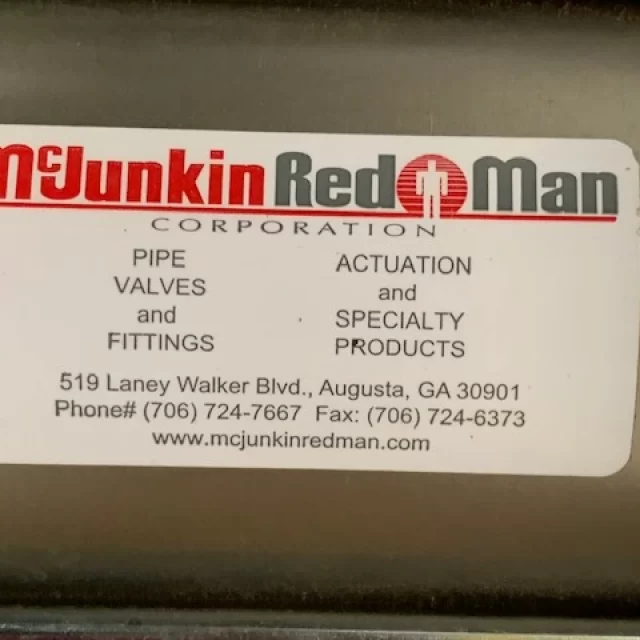 McJunkin Red Man
CORPORATION
PIPE
VALVES
and
FITTINGS
ACTUATION
and
SPECIALTY
PRODUCTS
519 Laney Walker Blvd., Augusta, GA 30901
Phone# (706) 724-7667 Fax: (706) 724-6373
www.mcjunkinredman.com